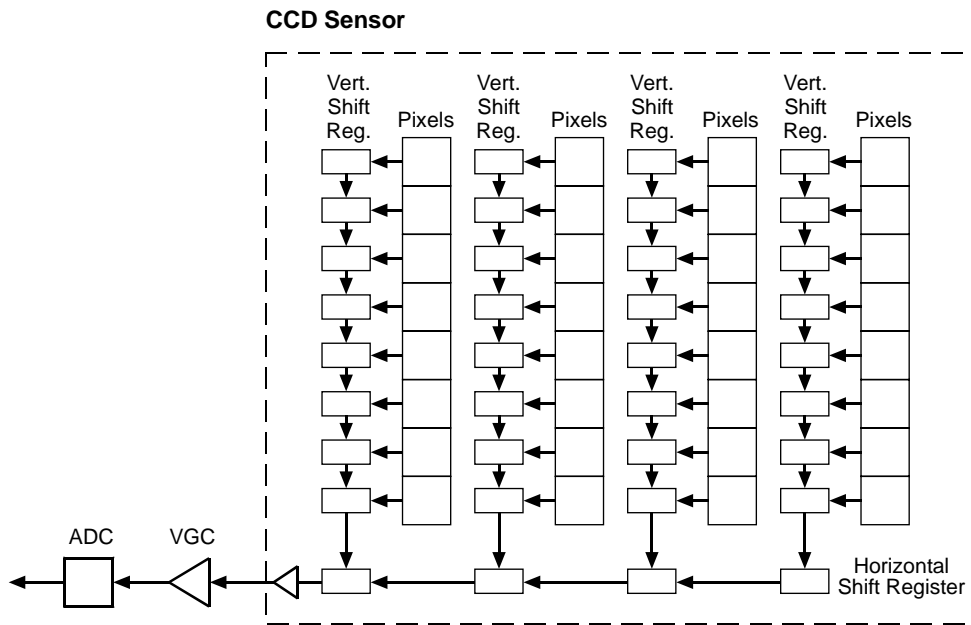 CCD Sensor
Vert.
Shift
Reg.
Pixels
Vert.
Shift
Reg.
Pixels
Vert.
Shift
Reg.
Pixels
Vert.
Shift
Reg.
Pixels
ADC
VGC
Horizontal
Shift Register